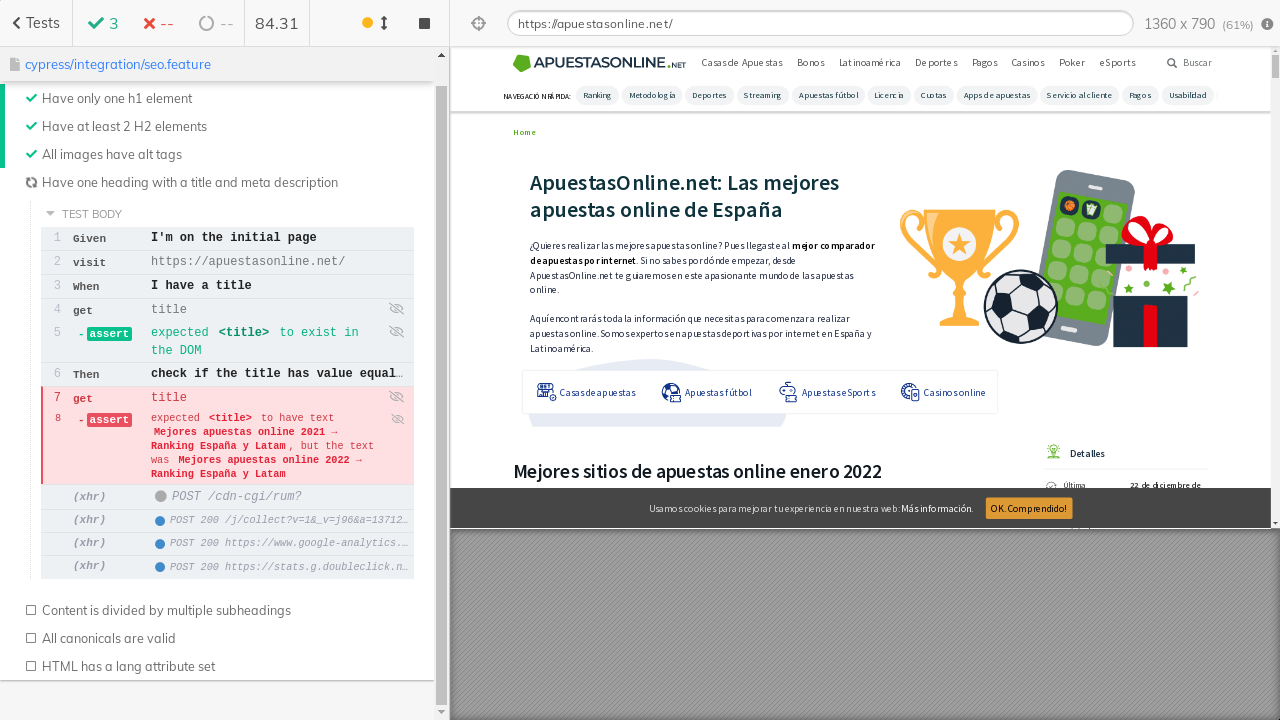 Tests
3
--
--
84.31
https://apuestasonline.net/
1360 x 790 (61%)
cypress/integration/seo.feature
Have only one h1 element
Have at least 2 H2 elements
All images have alt tags
Have one heading with a title and meta description
TEST BODY
1 Given I'm on the initial page
2 visit https://apuestasonline.net/
3 When I have a title
4 get title
5 - assert expected <title> to exist in
the DOM
6 Then check if the title has value equal…
7 get title
8 - assert expected <title> to have text
Mejores apuestas online 2021 →
Ranking España y Latam, but the text
was Mejores apuestas online 2022 →
Ranking España y Latam
(xhr) POST /cdn-cgi/rum?
(xhr) POST 200 /j/collect?v=1&_v=j96&a=13712…
(xhr) POST 200 https://www.google-analytics.…
(xhr) POST 200 https://stats.g.doubleclick.n…
Content is divided by multiple subheadings
All canonicals are valid
HTML has a lang attribute set
APUESTASONLINE.NET
Casas de Apuestas Bonos Latinoamérica Deportes Pagos Casinos Poker eSports Buscar
NAVEGACIÓN RÁPIDA: Ranking Metodología Deportes Streaming Apuestas fútbol Licencia Cuotas Apps de apuestas Servicio al cliente Pagos Usabilidad
Home
ApuestasOnline.net: Las mejores
apuestas online de España
¿Quieres realizar las mejores apuestas online? Pues llegaste al mejor comparador
de apuestas por internet. Si no sabes por dónde empezar, desde
ApuestasOnline.net te guiaremos en este apasionante mundo de las apuestas
online.
Aquí encontrarás toda la información que necesitas para comenzar a realizar
apuestas online. Somos expertos en apuestas deportivas por internet en España y
Latinoamérica.
Casas de apuestas Apuestas fútbol Apuestas eSports Casinos online
Detalles
Mejores sitios de apuestas online enero 2022
Última 22 de diciembre de
Usamos cookies para mejorar tu experiencia en nuestra web: Más información. OK. Comprendido!